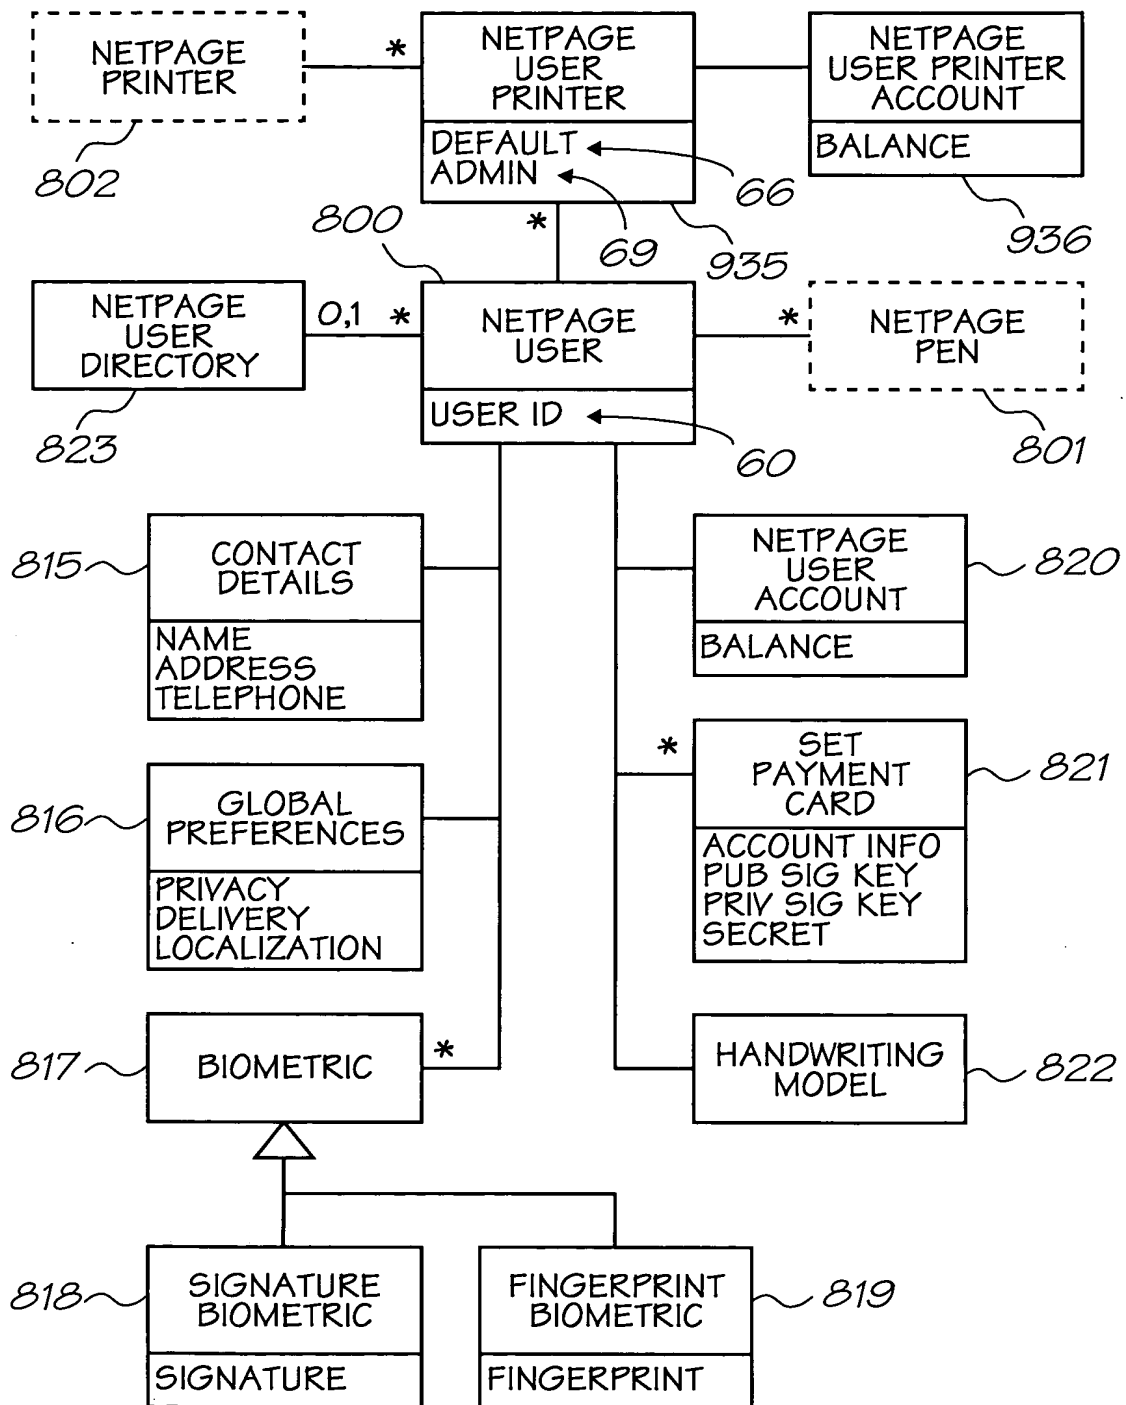 NETPAGE
PRINTER
802
*
NETPAGE
USER
PRINTER
DEFAULT
ADMIN
66
69
935
NETPAGE
USER PRINTER
ACCOUNT
BALANCE
936
*
800
NETPAGE
USER
DIRECTORY
823
0,1 *
NETPAGE
USER
USER ID
60
*
NETPAGE
PEN
801
815
CONTACT
DETAILS
NAME
ADDRESS
TELEPHONE
NETPAGE
USER
ACCOUNT
BALANCE
820
816
GLOBAL
PREFERENCES
PRIVACY
DELIVERY
LOCALIZATION
*
SET
PAYMENT
CARD
ACCOUNT INFO
PUB SIG KEY
PRIV SIG KEY
SECRET
821
817
BIOMETRIC
*
HANDWRITING
MODEL
822
818
SIGNATURE
BIOMETRIC
SIGNATURE
FINGERPRINT
BIOMETRIC
FINGERPRINT
819